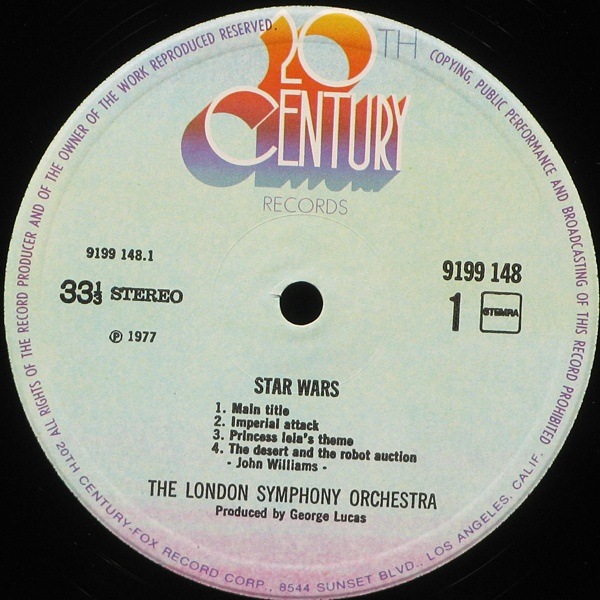 ALL RIGHTS OF THE RECORD PRODUCER AND OF THE OWNER OF THE WORK REPRODUCED RESERVED. COPYING, PUBLIC PERFORMANCE AND BROADCASTING OF THIS RECORD PROHIBITED
20TH
CENTURY
RECORDS
9199 148.1
33⅓ STEREO
℗ 1977
9199 148
1
STEMRA
STAR WARS
1. Main title
2. Imperial attack
3. Princess leia's theme
4. The desert and the robot auction
- John Williams -
THE LONDON SYMPHONY ORCHESTRA
Produced by George Lucas
20TH CENTURY-FOX RECORD CORP., 8544 SUNSET BLVD., LOS ANGELES, CALIF.